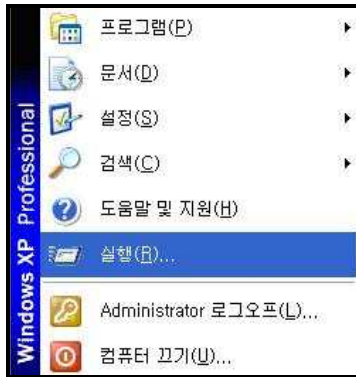 프로그램(P)
문서(D)
설정(S)
검색(C)
도움말 및 지원(H)
실행(R)...
Administrator 로그오프(L)...
컴퓨터 끄기(U)...
Windows XP Professional